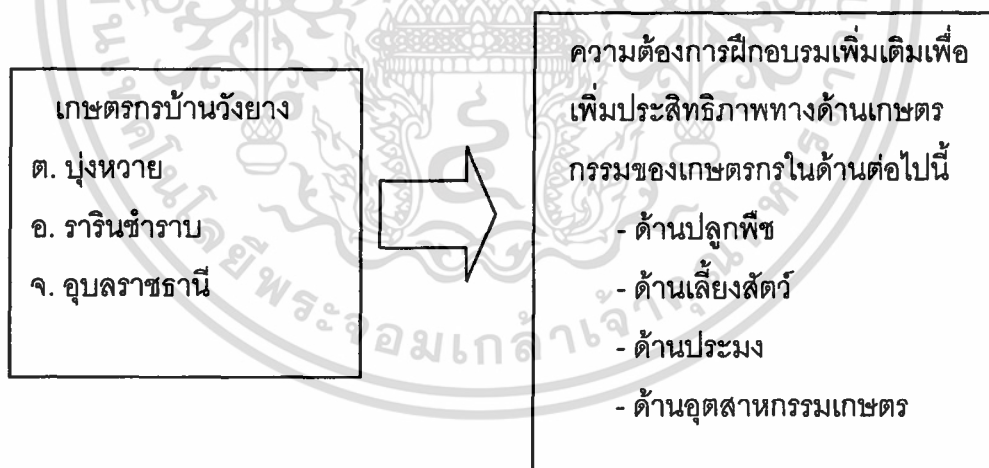 เกษตรกรบ้านวังยาง
ต. บุ่งหวาย
อ. รารินชำราบ
จ. อุบลราชธานี
ความต้องการฝึกอบรมเพิ่มเติมเพื่อ
เพิ่มประสิทธิภาพทางด้านเกษตร
กรรมของเกษตรกรในด้านต่อไปนี้
- ด้านปลูกพืช
- ด้านเลี้ยงสัตว์
- ด้านประมง
- ด้านอุตสาหกรรมเกษตร